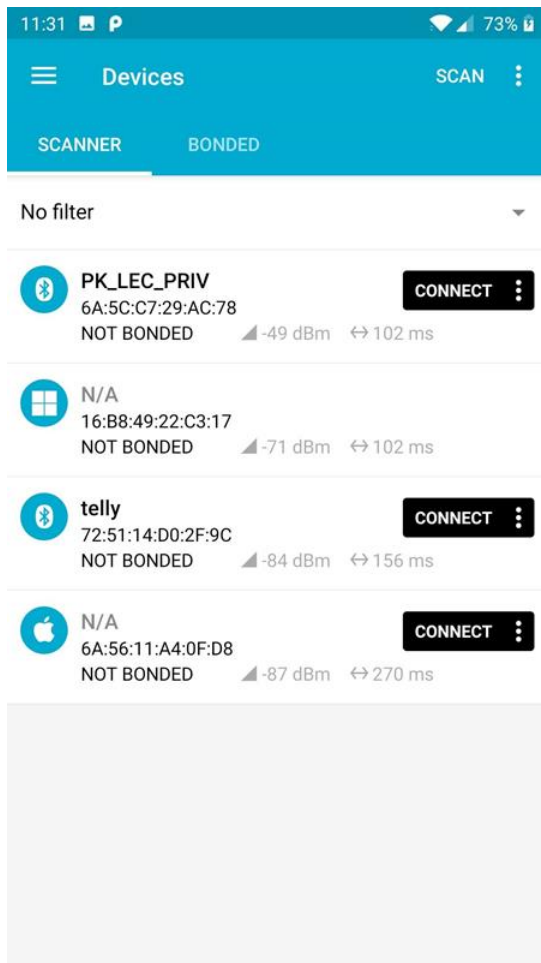 11:31 73%
Devices SCAN
SCANNER BONDED
No filter
PK_LEC_PRIV
CONNECT
6A:5C:C7:29:AC:78
NOT BONDED -49 dBm 102 ms
N/A
16:B8:49:22:C3:17
NOT BONDED -71 dBm 102 ms
telly
CONNECT
72:51:14:D0:2F:9C
NOT BONDED -84 dBm 156 ms
N/A
CONNECT
6A:56:11:A4:0F:D8
NOT BONDED -87 dBm 270 ms